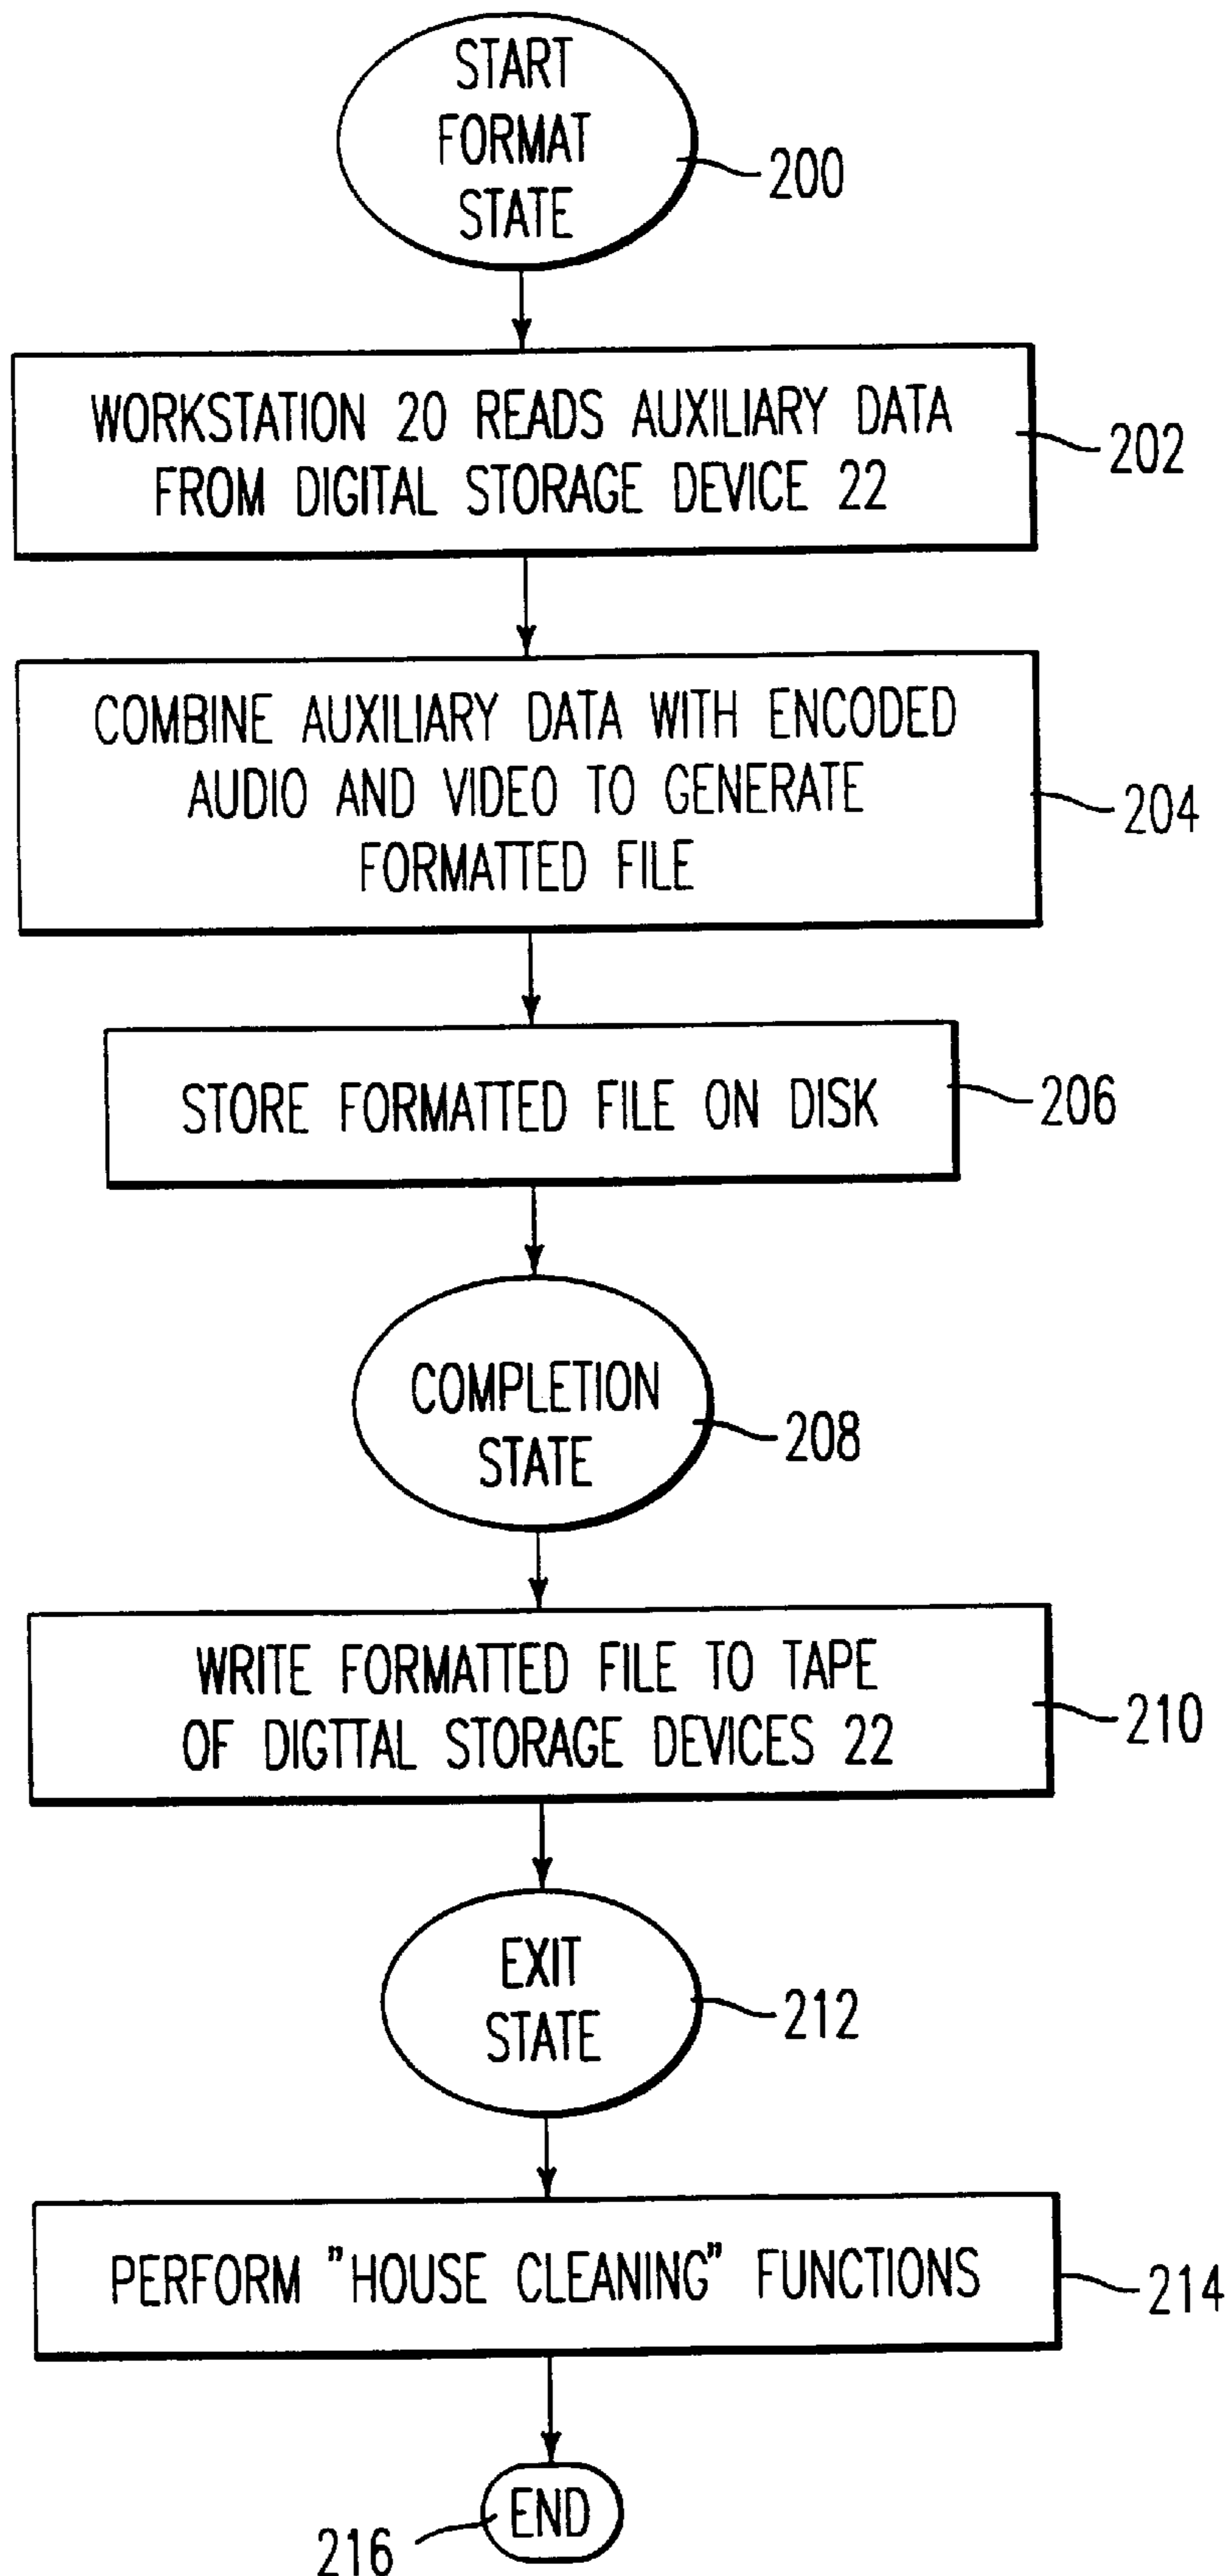 START
FORMAT
STATE
200
WORKSTATION 20 READS AUXILIARY DATA
FROM DIGITAL STORAGE DEVICE 22
202
COMBINE AUXILIARY DATA WITH ENCODED
AUDIO AND VIDEO TO GENERATE
FORMATTED FILE
204
STORE FORMATTED FILE ON DISK
206
COMPLETION
STATE
208
WRITE FORMATTED FILE TO TAPE
OF DIGTTAL STORAGE DEVICES 22
210
EXIT
STATE
212
PERFORM "HOUSE CLEANING" FUNCTIONS
214
END
216